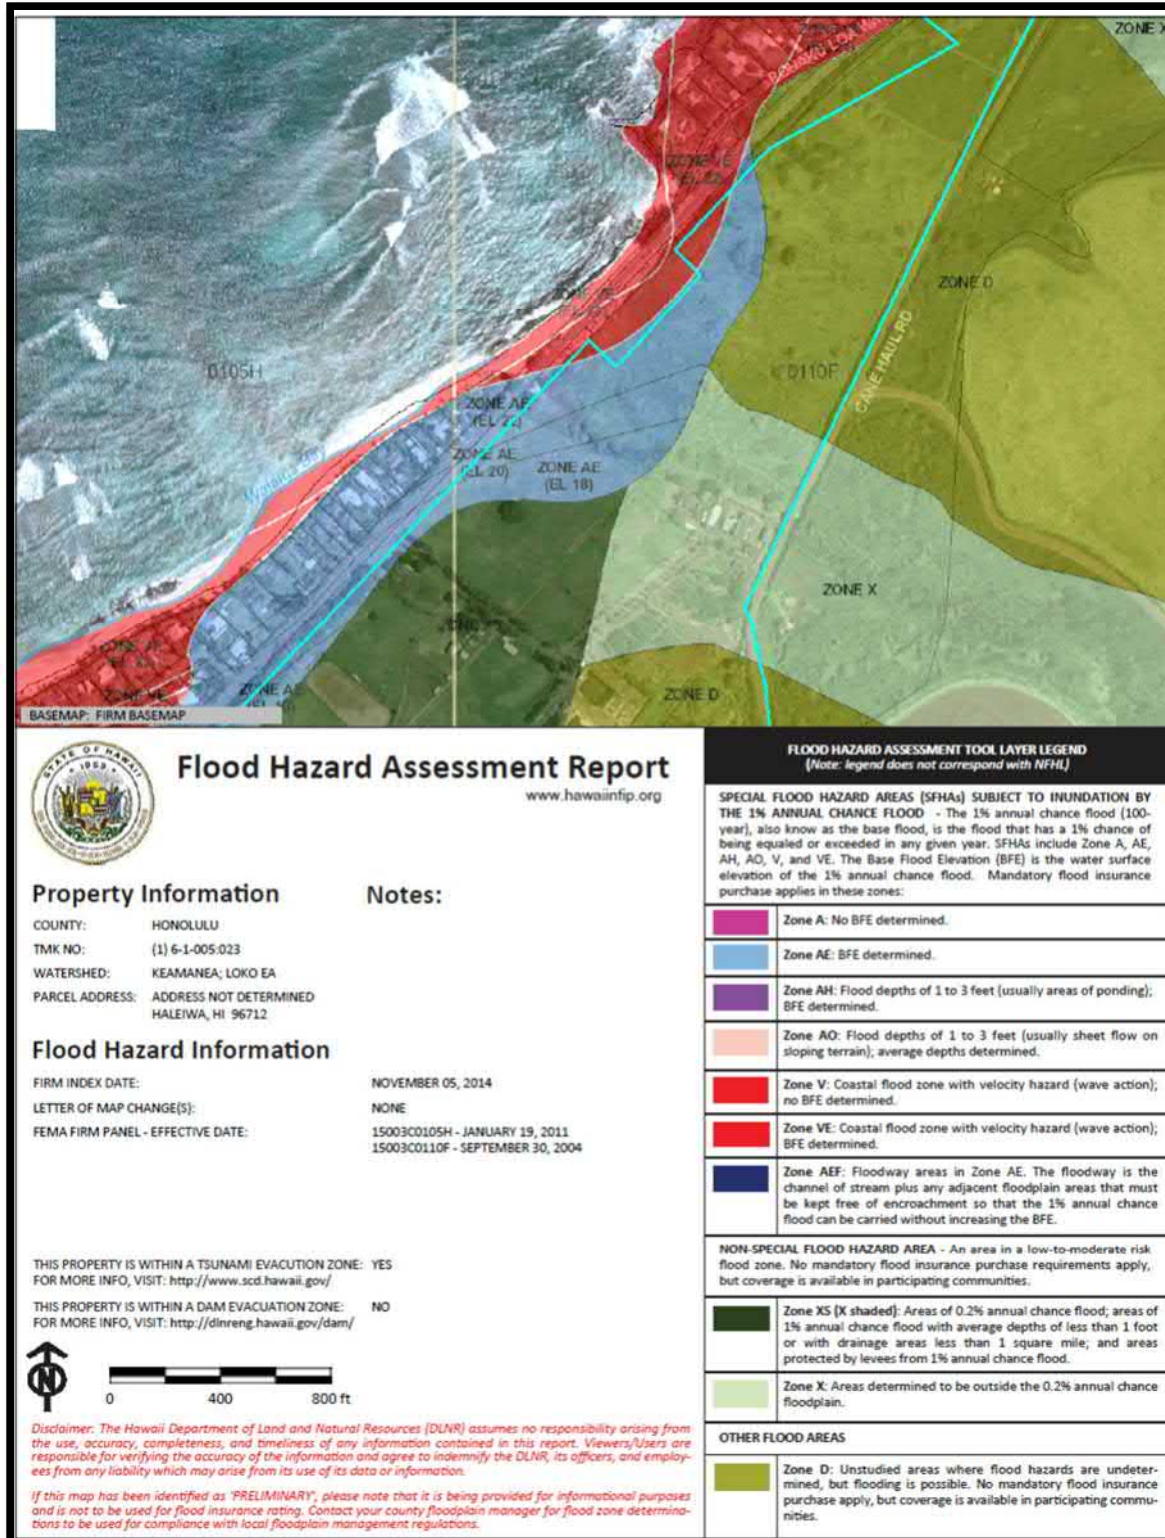 ZONE X
ZONE VE
ZONE D
CANE HAUL RD
0105H
0110F
ZONE AE
(EL 22)
ZONE AE
(EL 20)
ZONE AE
(EL 18)
ZONE X
ZONE D
ZONE AE
BASEMAP: FIRM BASEMAP
STATE OF HAWAII
1959
Flood Hazard Assessment Report
www.hawaiinfip.org
Property Information
Notes:
COUNTY: HONOLULU
TMK NO: (1) 6-1-005:023
WATERSHED: KEAMANEA; LOKO EA
PARCEL ADDRESS: ADDRESS NOT DETERMINED
HALEIWA, HI 96712
Flood Hazard Information
FIRM INDEX DATE: NOVEMBER 05, 2014
LETTER OF MAP CHANGE(S): NONE
FEMA FIRM PANEL - EFFECTIVE DATE: 15003C0105H - JANUARY 19, 2011
15003C0110F - SEPTEMBER 30, 2004
THIS PROPERTY IS WITHIN A TSUNAMI EVACUTION ZONE: YES
FOR MORE INFO, VISIT: http://www.scd.hawaii.gov/
THIS PROPERTY IS WITHIN A DAM EVACUATION ZONE: NO
FOR MORE INFO, VISIT: http://dlnreng.hawaii.gov/dam/
N
0 400 800 ft
Disclaimer: The Hawaii Department of Land and Natural Resources (DLNR) assumes no responsibility arising from
the use, accuracy, completeness, and timeliness of any information contained in this report. Viewers/Users are
responsible for verifying the accuracy of the information and agree to indemnify the DLNR, its officers, and employ-
ees from any liability which may arise from its use of its data or information.
If this map has been identified as 'PRELIMINARY', please note that it is being provided for informational purposes
and is not to be used for flood insurance rating. Contact your county floodplain manager for flood zone determina-
tions to be used for compliance with local floodplain management regulations.
FLOOD HAZARD ASSESSMENT TOOL LAYER LEGEND
(Note: legend does not correspond with NFHL)
SPECIAL FLOOD HAZARD AREAS (SFHAs) SUBJECT TO INUNDATION BY
THE 1% ANNUAL CHANCE FLOOD - The 1% annual chance flood (100-
year), also know as the base flood, is the flood that has a 1% chance of
being equaled or exceeded in any given year. SFHAs include Zone A, AE,
AH, AO, V, and VE. The Base Flood Elevation (BFE) is the water surface
elevation of the 1% annual chance flood. Mandatory flood insurance
purchase applies in these zones:
Zone A: No BFE determined.
Zone AE: BFE determined.
Zone AH: Flood depths of 1 to 3 feet (usually areas of ponding);
BFE determined.
Zone AO: Flood depths of 1 to 3 feet (usually sheet flow on
sloping terrain); average depths determined.
Zone V: Coastal flood zone with velocity hazard (wave action);
no BFE determined.
Zone VE: Coastal flood zone with velocity hazard (wave action);
BFE determined.
Zone AEF: Floodway areas in Zone AE. The floodway is the
channel of stream plus any adjacent floodplain areas that must
be kept free of encroachment so that the 1% annual chance
flood can be carried without increasing the BFE.
NON-SPECIAL FLOOD HAZARD AREA - An area in a low-to-moderate risk
flood zone. No mandatory flood insurance purchase requirements apply,
but coverage is available in participating communities.
Zone XS (X shaded): Areas of 0.2% annual chance flood; areas of
1% annual chance flood with average depths of less than 1 foot
or with drainage areas less than 1 square mile; and areas
protected by levees from 1% annual chance flood.
Zone X: Areas determined to be outside the 0.2% annual chance
floodplain.
OTHER FLOOD AREAS
Zone D: Unstudied areas where flood hazards are undeter-
mined, but flooding is possible. No mandatory flood insurance
purchase apply, but coverage is available in participating commu-
nities.